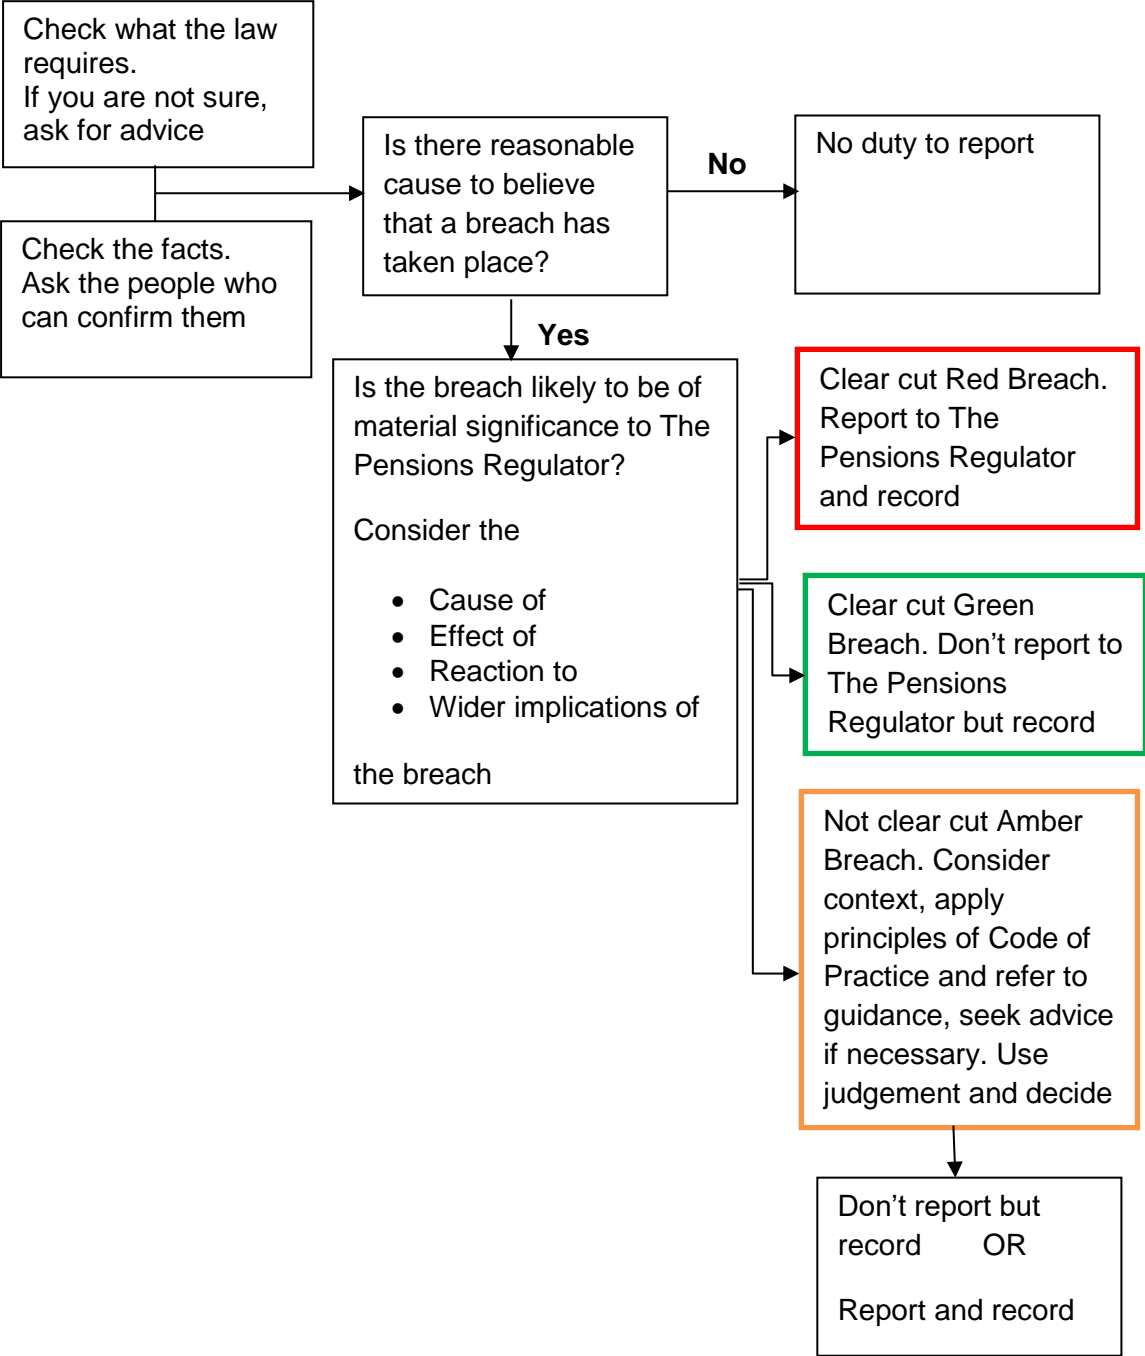 Check what the law
requires.
If you are not sure,
ask for advice
Check the facts.
Ask the people who
can confirm them
Is there reasonable
cause to believe
that a breach has
taken place?
No
No duty to report
Yes
Is the breach likely to be of
material significance to The
Pensions Regulator?
Consider the
• Cause of
• Effect of
• Reaction to
• Wider implications of
the breach
Clear cut Red Breach.
Report to The
Pensions Regulator
and record
Clear cut Green
Breach. Don’t report to
The Pensions
Regulator but record
Not clear cut Amber
Breach. Consider
context, apply
principles of Code of
Practice and refer to
guidance, seek advice
if necessary. Use
judgement and decide
Don’t report but
record OR
Report and record